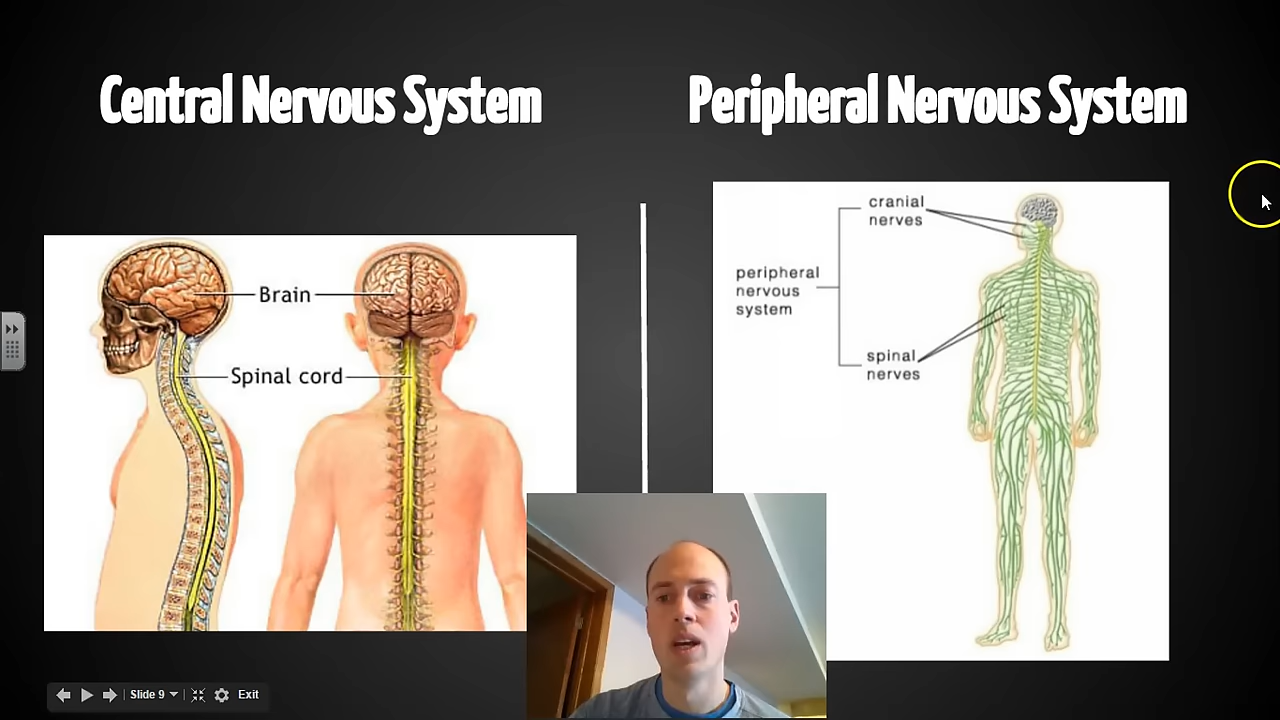 Central Nervous System
Peripheral Nervous System
Brain
Spinal cord
cranial
nerves
peripheral
nervous
system
spinal
nerves
Slide 9
Exit